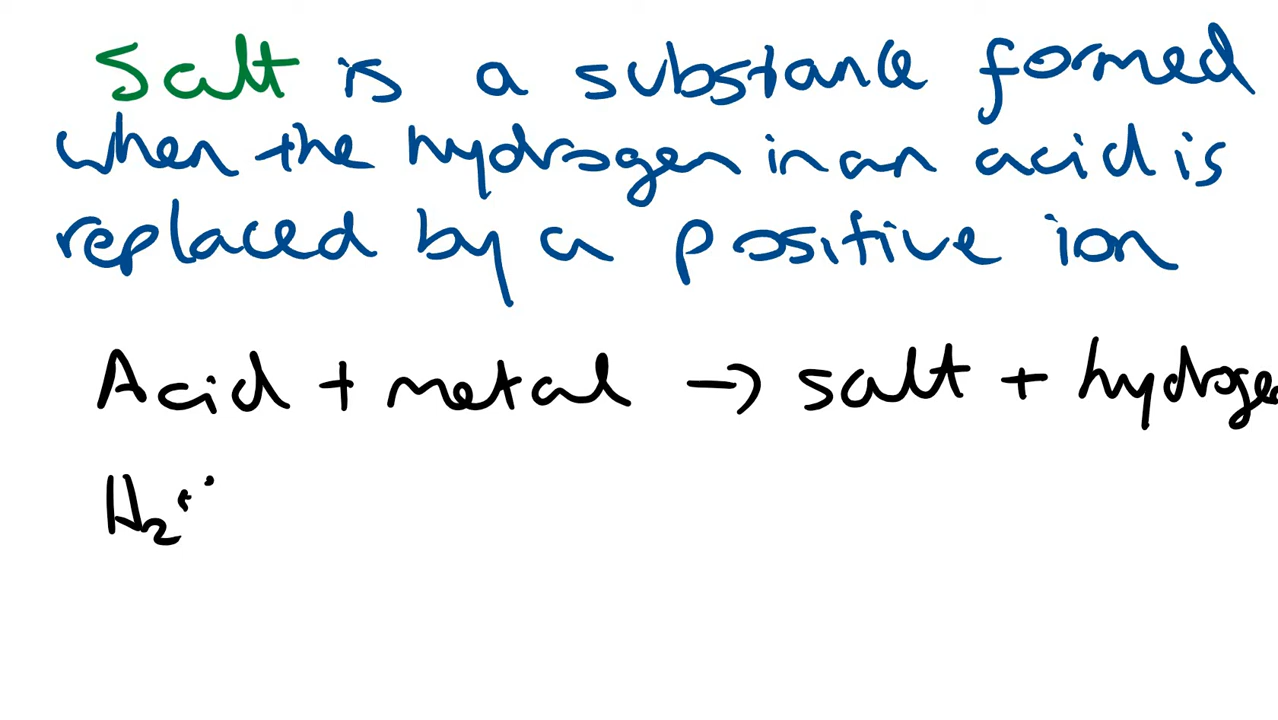 Salt is a substance formed
when the hydrogen in an acid is
replaced by a positive ion
Acid + metal → salt + hydrogen
H₂